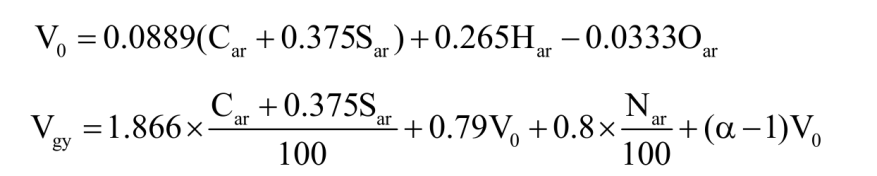 V₀ = 0.0889(C_ar + 0.375S_ar) + 0.265H_ar − 0.0333O_ar
V_gy = 1.866 × (C_ar + 0.375S_ar)/100 + 0.79V₀ + 0.8 × N_ar/100 + (α − 1)V₀